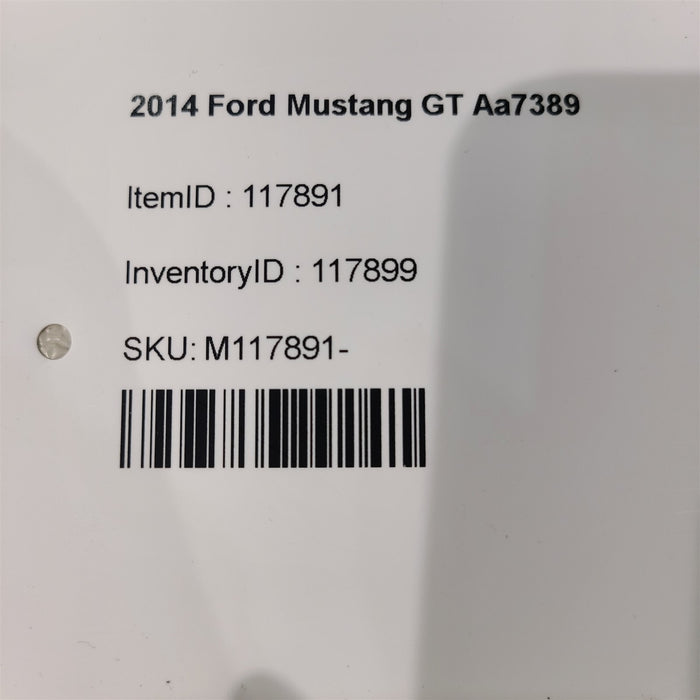 2014 Ford Mustang GT Aa7389
ItemID : 117891
InventoryID : 117899
SKU: M117891-